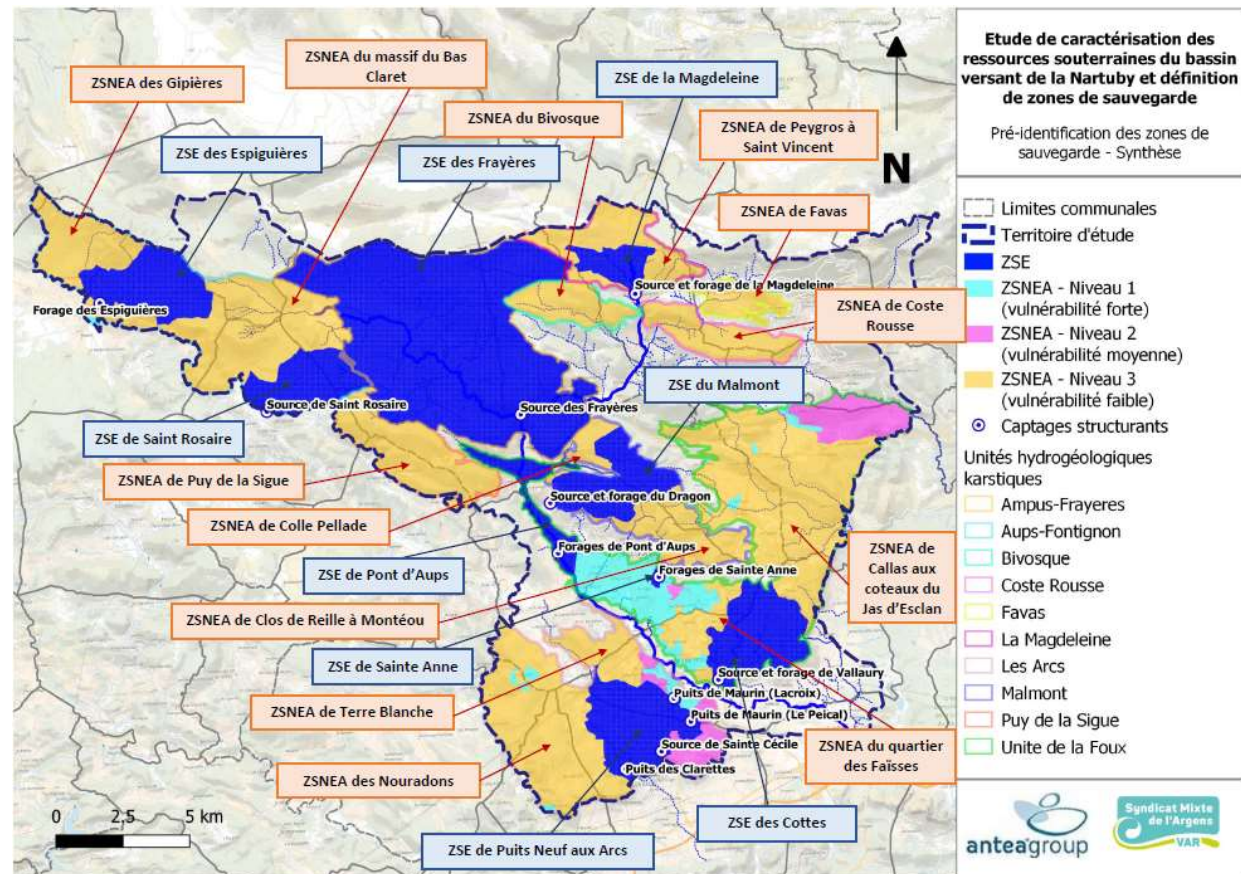 ZSNEA des Gipières
ZSNEA du massif du Bas
Claret
ZSE de la Magdeleine
ZSNEA du Bivosque
ZSNEA de Peygros à
Saint Vincent
ZSE des Espiguières
ZSE des Frayères
ZSNEA de Favas
N
Source et forage de la Magdeleine
Forage des Espiguières
ZSNEA de Coste
Rousse
ZSE du Malmont
Source de Saint Rosaire
Source des Frayères
ZSE de Saint Rosaire
ZSNEA de Puy de la Sigue
Source et forage du Dragon
ZSNEA de Colle Pellade
Forages de Pont d'Aups
ZSNEA de
Callas aux
coteaux du
Jas d'Esclan
ZSE de Pont d'Aups
Forages de Sainte Anne
ZSNEA de Clos de Reille à Montéou
ZSE de Sainte Anne
Source et forage de Vallaury
Puits de Maurin (Lacroix)
ZSNEA de Terre Blanche
Puits de Maurin (Le Peical)
Source de Sainte Cécile
ZSNEA du quartier
des Faïsses
ZSNEA des Nouradons
Puits des Clarettes
0 2.5 5 km
ZSE des Cottes
ZSE de Puits Neuf aux Arcs
Etude de caractérisation des
ressources souterraines du bassin
versant de la Nartuby et définition
de zones de sauvegarde
Pré-identification des zones de
sauvegarde - Synthèse
Limites communales
Territoire d'étude
ZSE
ZSNEA - Niveau 1
(vulnérabilité forte)
ZSNEA - Niveau 2
(vulnérabilité moyenne)
ZSNEA - Niveau 3
(vulnérabilité faible)
Captages structurants
Unités hydrogéologiques
karstiques
Ampus-Frayeres
Aups-Fontignon
Bivosque
Coste Rousse
Favas
La Magdeleine
Les Arcs
Malmont
Puy de la Sigue
Unite de la Foux
anteagroup
Syndicat Mixte
de l'Argens
VAR